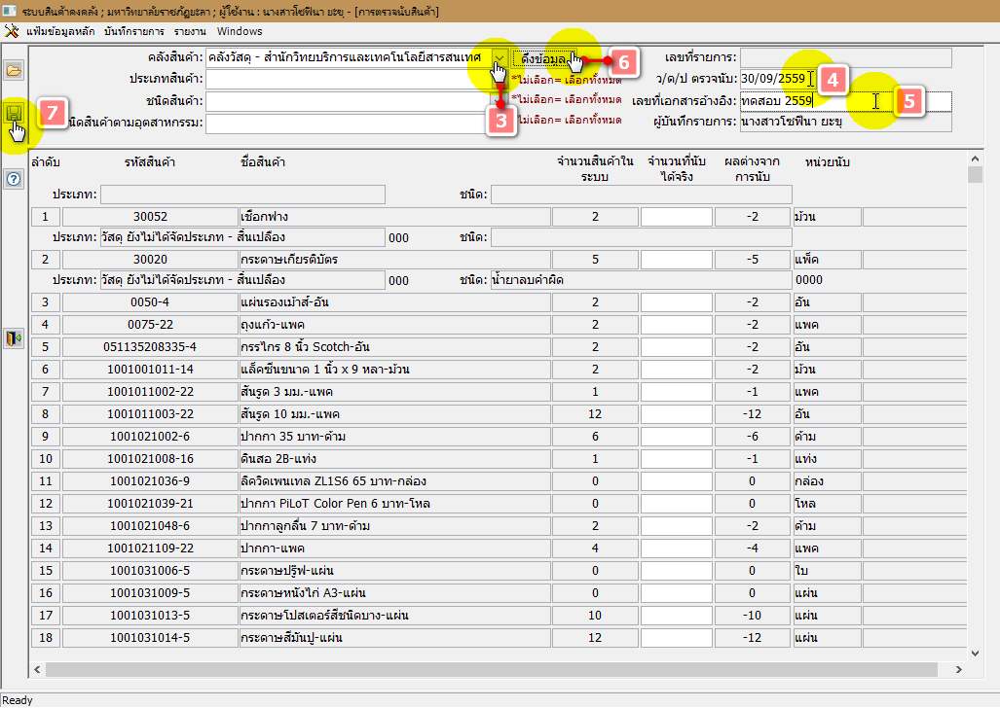 ระบบสินค้าคงคลัง ; มหาวิทยาลัยราชภัฏยะลา ; ผู้ใช้งาน : นางสาวโซฟีนา ยะขุ - [การตรวจนับสินค้า]
แฟ้มข้อมูลหลัก บันทึกรายการ รายงาน Windows
คลังสินค้า: คลังวัสดุ - สำนักวิทยบริการและเทคโนโลยีสารสนเทศ ดึงข้อมูล 6 เลขที่รายการ:
ประเภทสินค้า: *ไม่เลือก= เลือกทั้งหมด ว/ด/ป ตรวจนับ: 30/09/2559 4
ชนิดสินค้า: *ไม่เลือก= เลือกทั้งหมด เลขที่เอกสารอ้างอิง: ทดสอบ 2559 5
7 นิดสินค้าตามอุตสาหกรรม: 3 ไม่เลือก= เลือกทั้งหมด ผู้บันทึกรายการ: นางสาวโซฟีนา ยะขุ
ลำดับ รหัสสินค้า ชื่อสินค้า จำนวนสินค้าใน จำนวนที่นับ ผลต่างจาก หน่วยนับ
ระบบ ได้จริง การนับ
ประเภท: ชนิด:
1 30052 เชือกฟาง 2 -2 ม้วน
ประเภท: วัสดุ ยังไม่ได้จัดประเภท - สิ้นเปลือง 000 ชนิด:
2 30020 กระดาษเกียรติบัตร 5 -5 แพ็ค
ประเภท: วัสดุ ยังไม่ได้จัดประเภท - สิ้นเปลือง 000 ชนิด: น้ำยาลบคำผิด 0000
3 0050-4 แผ่นรองเม้าส์-อัน 2 -2 อัน
4 0075-22 ถุงแก้ว-แพค 2 -2 แพค
5 051135208335-4 กรรไกร 8 นิ้ว Scotch-อัน 2 -2 อัน
6 1001001011-14 แล็คซีนขนาด 1 นิ้ว x 9 หลา-ม้วน 2 -2 ม้วน
7 1001011002-22 สันรูด 3 มม.-แพค 1 -1 แพค
8 1001011003-22 สันรูด 10 มม.-แพค 12 -12 อัน
9 1001021002-6 ปากกา 35 บาท-ด้าม 6 -6 ด้าม
10 1001021008-16 ดินสอ 2B-แท่ง 1 -1 แท่ง
11 1001021036-9 ลิควิดเพนเทล ZL1S6 65 บาท-กล่อง 0 0 กล่อง
12 1001021039-21 ปากกา PiLoT Color Pen 6 บาท-โหล 0 0 โหล
13 1001021048-6 ปากกาลูกลื่น 7 บาท-ด้าม 2 -2 ด้าม
14 1001021109-22 ปากกา-แพค 4 -4 แพค
15 1001031006-5 กระดาษปรู๊ฟ-แผ่น 0 0 ใบ
16 1001031009-5 กระดาษหนังไก่ A3-แผ่น 0 0 แผ่น
17 1001031013-5 กระดาษโปสเตอร์สีชนิดบาง-แผ่น 10 -10 แผ่น
18 1001031014-5 กระดาษสีมันปู-แผ่น 12 -12 แผ่น
Ready